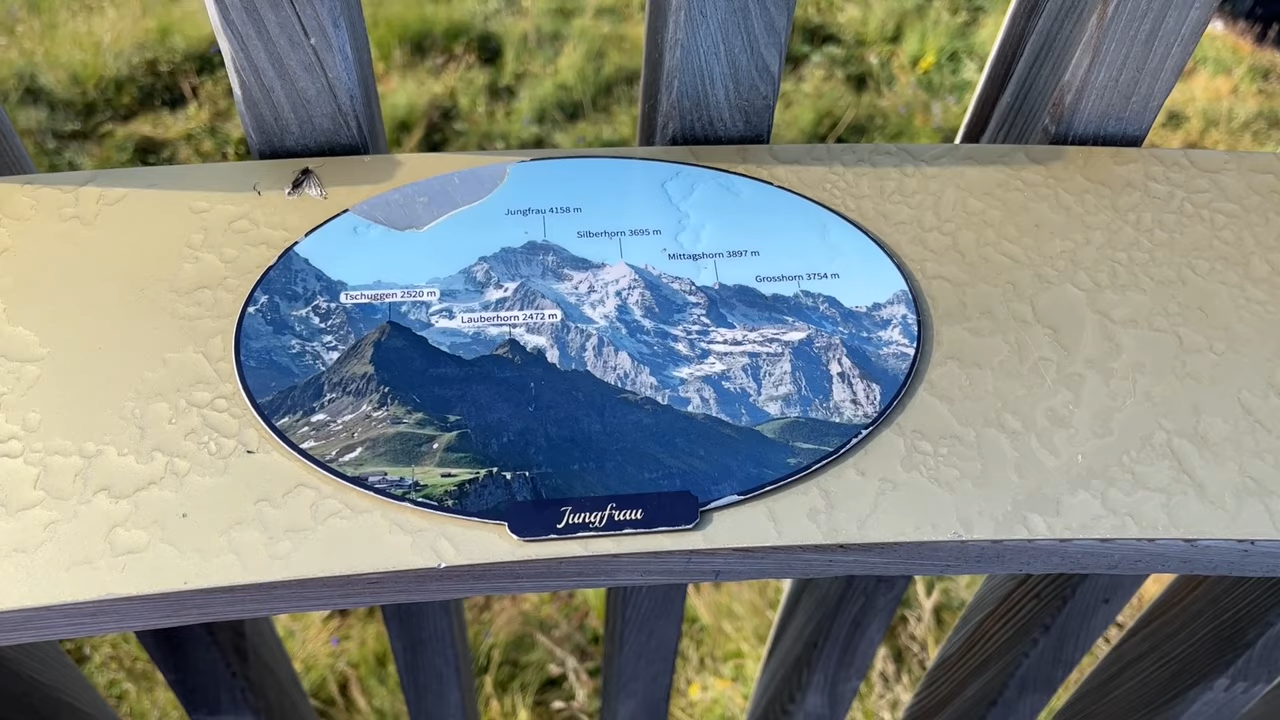 Jungfrau 4158 m
Silberhorn 3695 m
Mittagshorn 3897 m
Grosshorn 3754 m
Tschuggen 2520 m
Lauberhorn 2472 m
Jungfrau